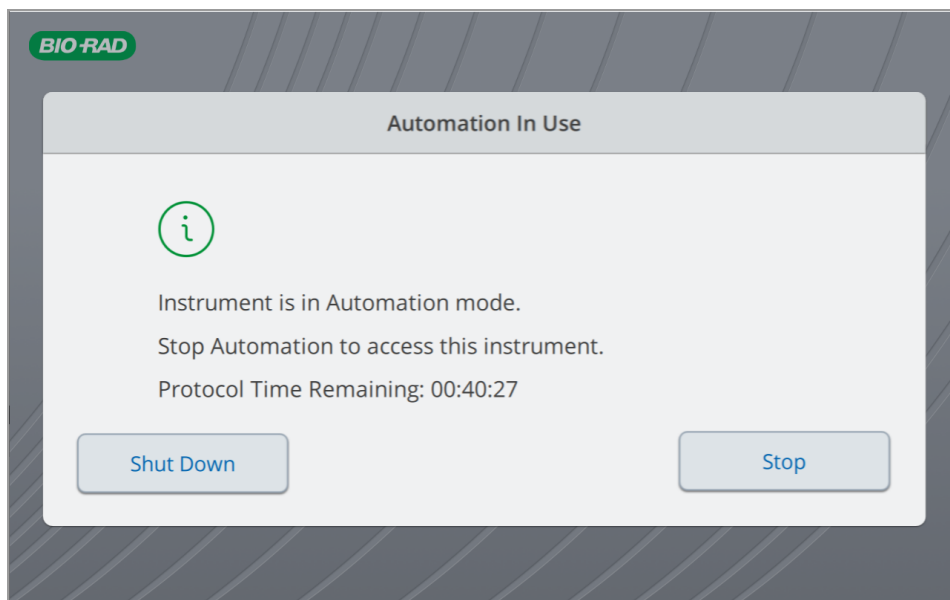 BIO-RAD
Automation In Use
Instrument is in Automation mode.
Stop Automation to access this instrument.
Protocol Time Remaining: 00:40:27
Shut Down
Stop